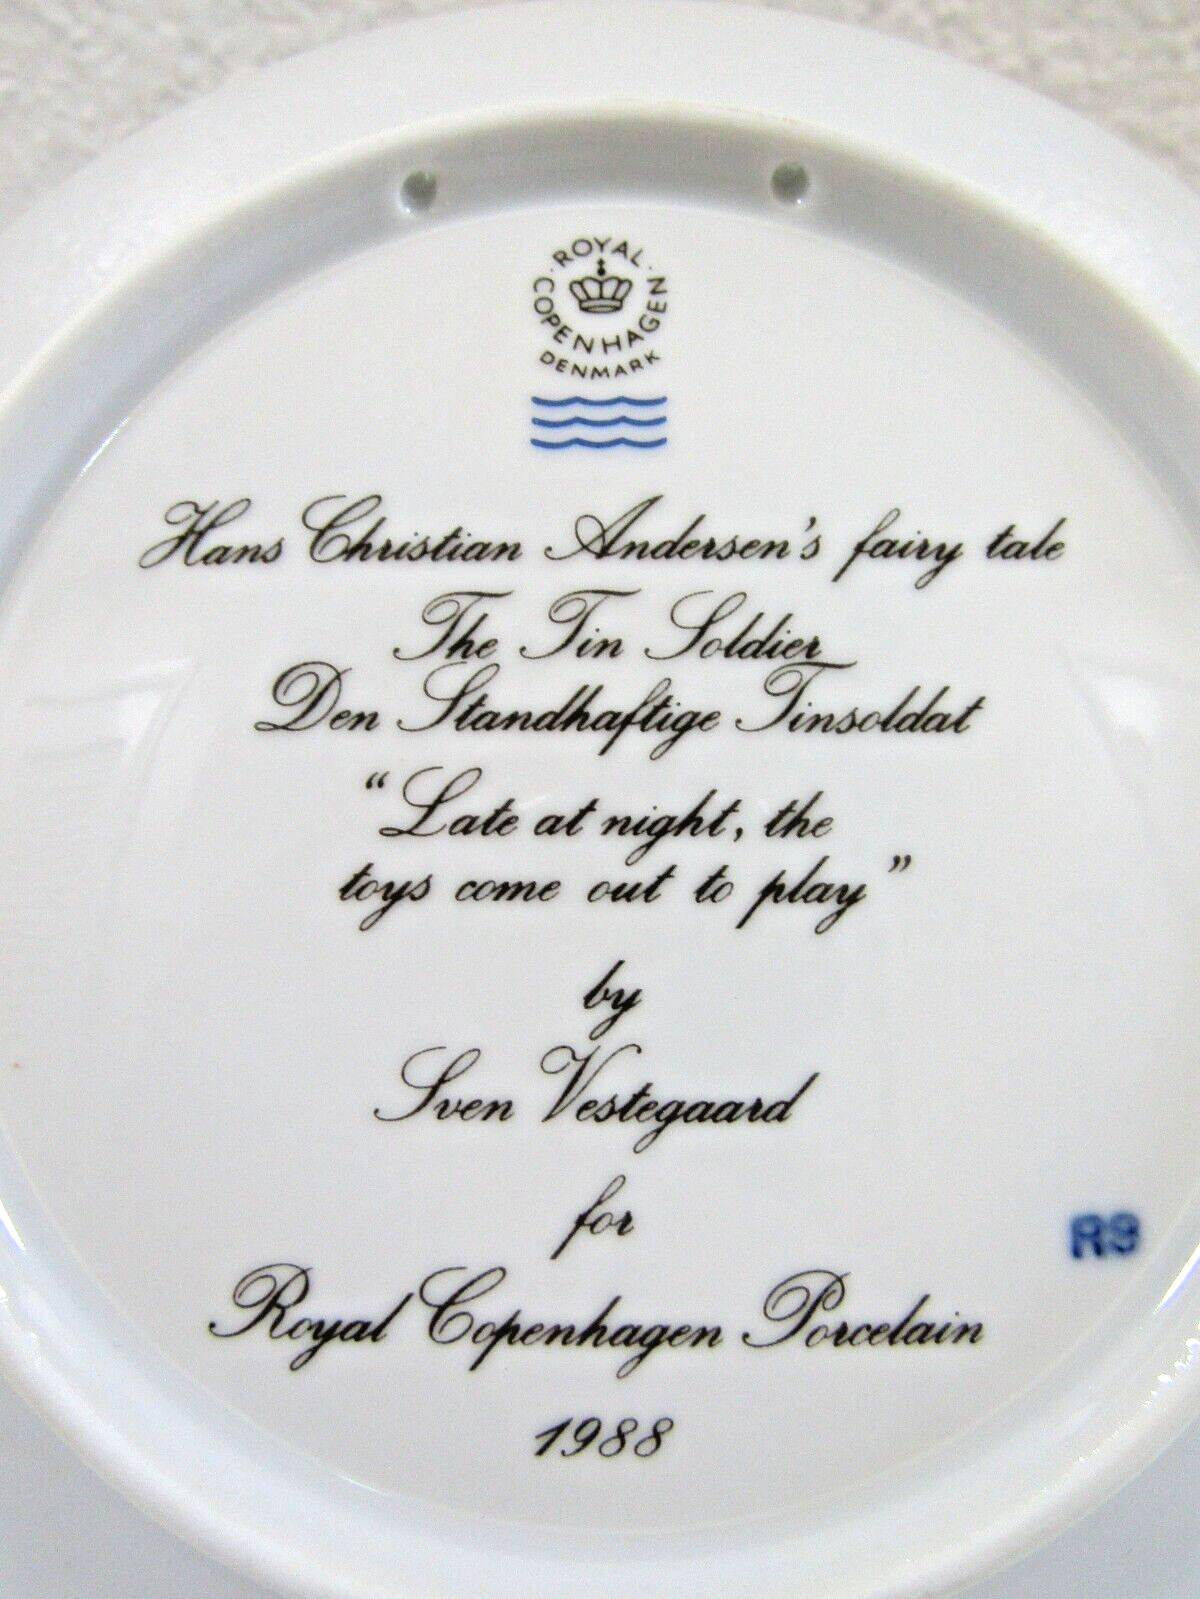 ROYAL
COPENHAGEN
DENMARK
Hans Christian Andersen's fairy tale
The Tin Soldier
Den Standhaftige Tinsoldat
“Late at night, the
toys come out to play”
by
Sven Vestegaard
for
R9
Royal Copenhagen Porcelain
1988